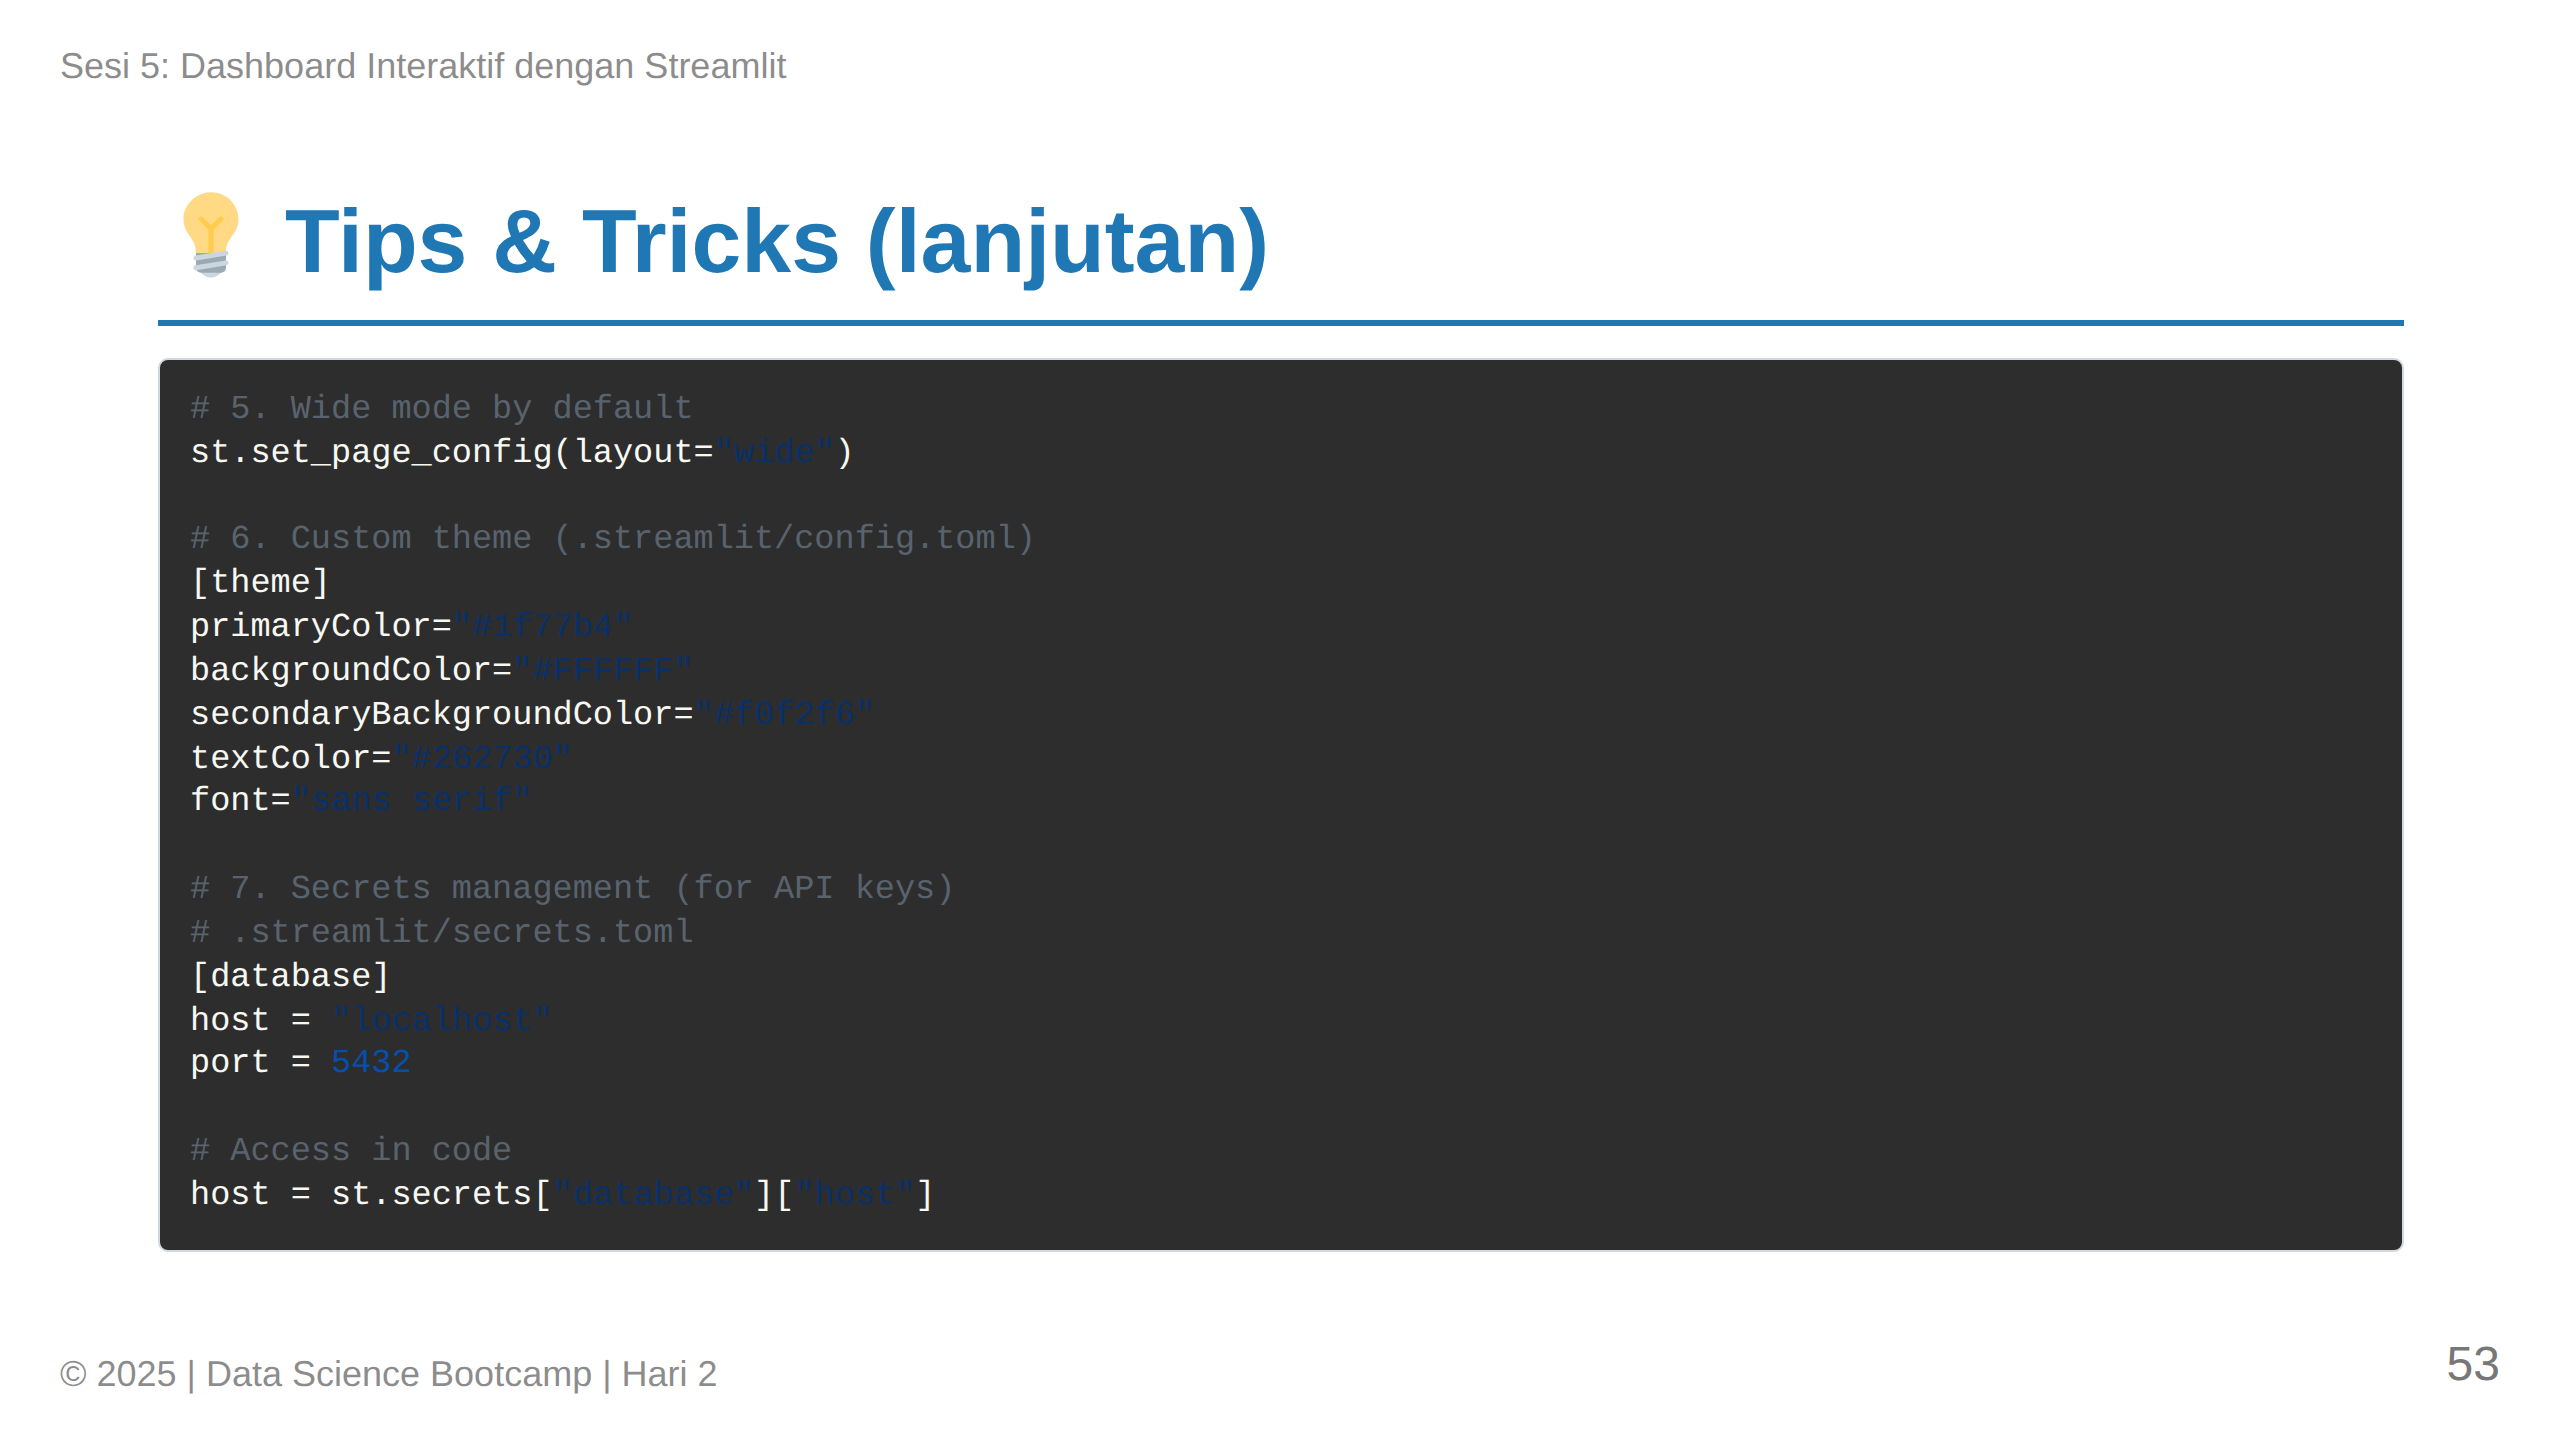 Sesi 5: Dashboard Interaktif dengan Streamlit
Tips & Tricks (lanjutan)
# 5. Wide mode by default
st.set_page_config(layout="wide")
# 6. Custom theme (.streamlit/config.toml)
[theme]
primaryColor="#1f77b4"
backgroundColor="#FFFFFF"
secondaryBackgroundColor="#f0f2f6"
textColor="#262730"
font="sans serif"
# 7. Secrets management (for API keys)
# .streamlit/secrets.toml
[database]
host = "localhost"
port = 5432
# Access in code
host = st.secrets["database"]["host"]
© 2025 | Data Science Bootcamp | Hari 2
53